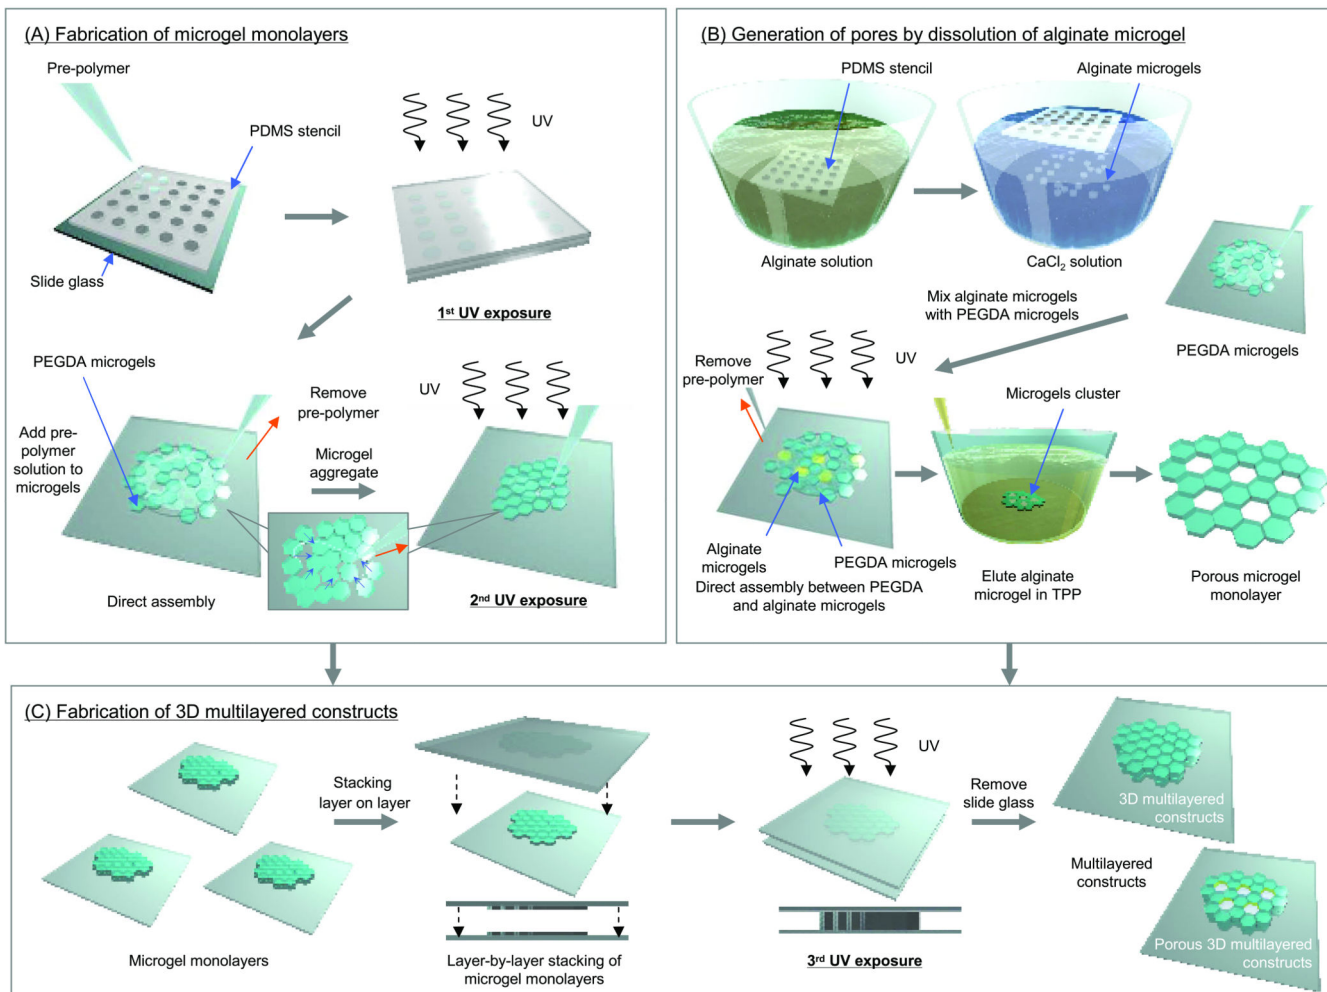 (A) Fabrication of microgel monolayers
Pre-polymer
PDMS stencil
UV
Slide glass
1st UV exposure
PEGDA microgels
Add pre-
polymer
solution to
microgels
Remove
pre-polymer
Microgel
aggregate
UV
Direct assembly
2nd UV exposure
(B) Generation of pores by dissolution of alginate microgel
PDMS stencil
Alginate microgels
Alginate solution
CaCl2 solution
Mix alginate microgels
with PEGDA microgels
PEGDA microgels
Remove
pre-polymer
UV
Microgels cluster
Alginate
microgels
PEGDA microgels
Direct assembly between PEGDA
and alginate microgels
Elute alginate
microgel in TPP
Porous microgel
monolayer
(C) Fabrication of 3D multilayered constructs
Stacking
layer on layer
UV
Remove
slide glass
3D multilayered
constructs
Multilayered
constructs
Porous 3D multilayered
constructs
Microgel monolayers
Layer-by-layer stacking of
microgel monolayers
3rd UV exposure